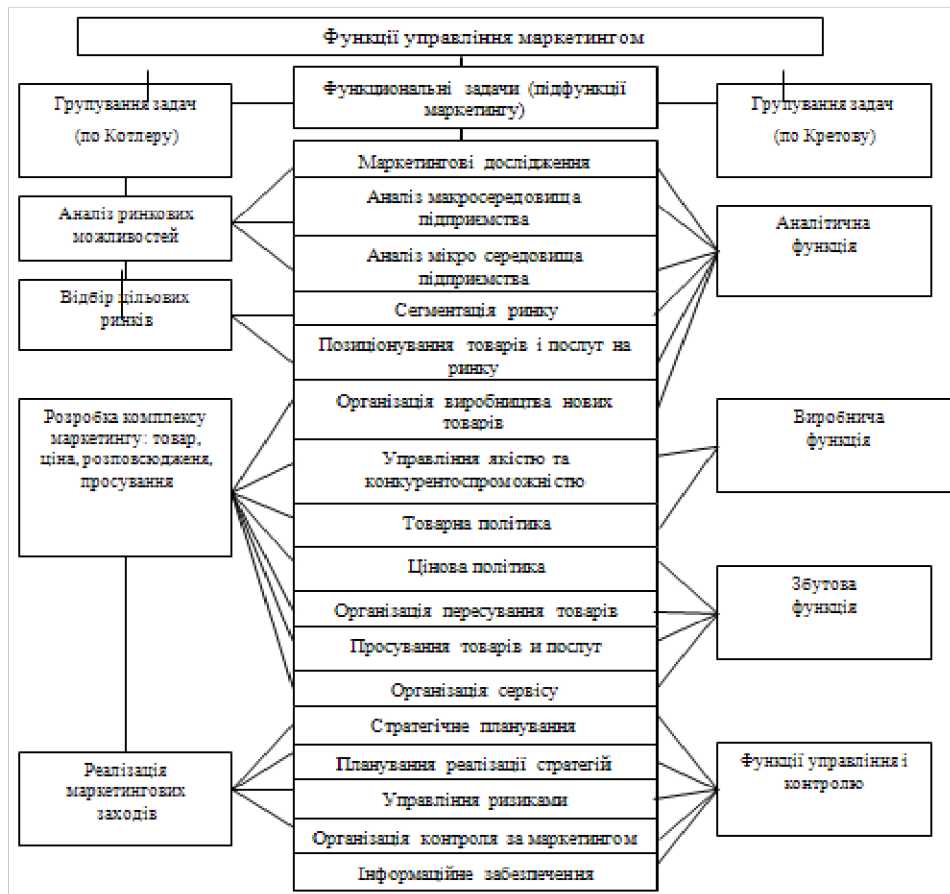 Функції управління маркетингом
Групування задач
(по Котлеру)
Функциональні задачи (підфункції
маркетингу)
Групування задач
(по Кретову)
Маркетингові дослідження
Аналіз ринкових
можливостей
Аналіз макросередовища
підприємства
Аналітична
функція
Аналіз мікро середовища
підприємства
Відбір цільових
ринків
Сегментація ринку
Позиціонування товарів і послуг на
ринку
Розробка комплексу
маркетингу: товар,
ціна, розповсюдженя,
просування
Організація виробництва нових
товарів
Виробнича
функція
Управління якістю та
конкурентоспроможністю
Товарна політика
Цінова політика
Збутова
функція
Організація пересування товарів
Просування товарів и послуг
Організація сервісу
Стратегічне планування
Реалізація
маркетингових
заходів
Планування реалізації стратегій
Функції управління і
контролю
Управління ризиками
Організація контроля за маркетингом
Інформаційне забезпечення